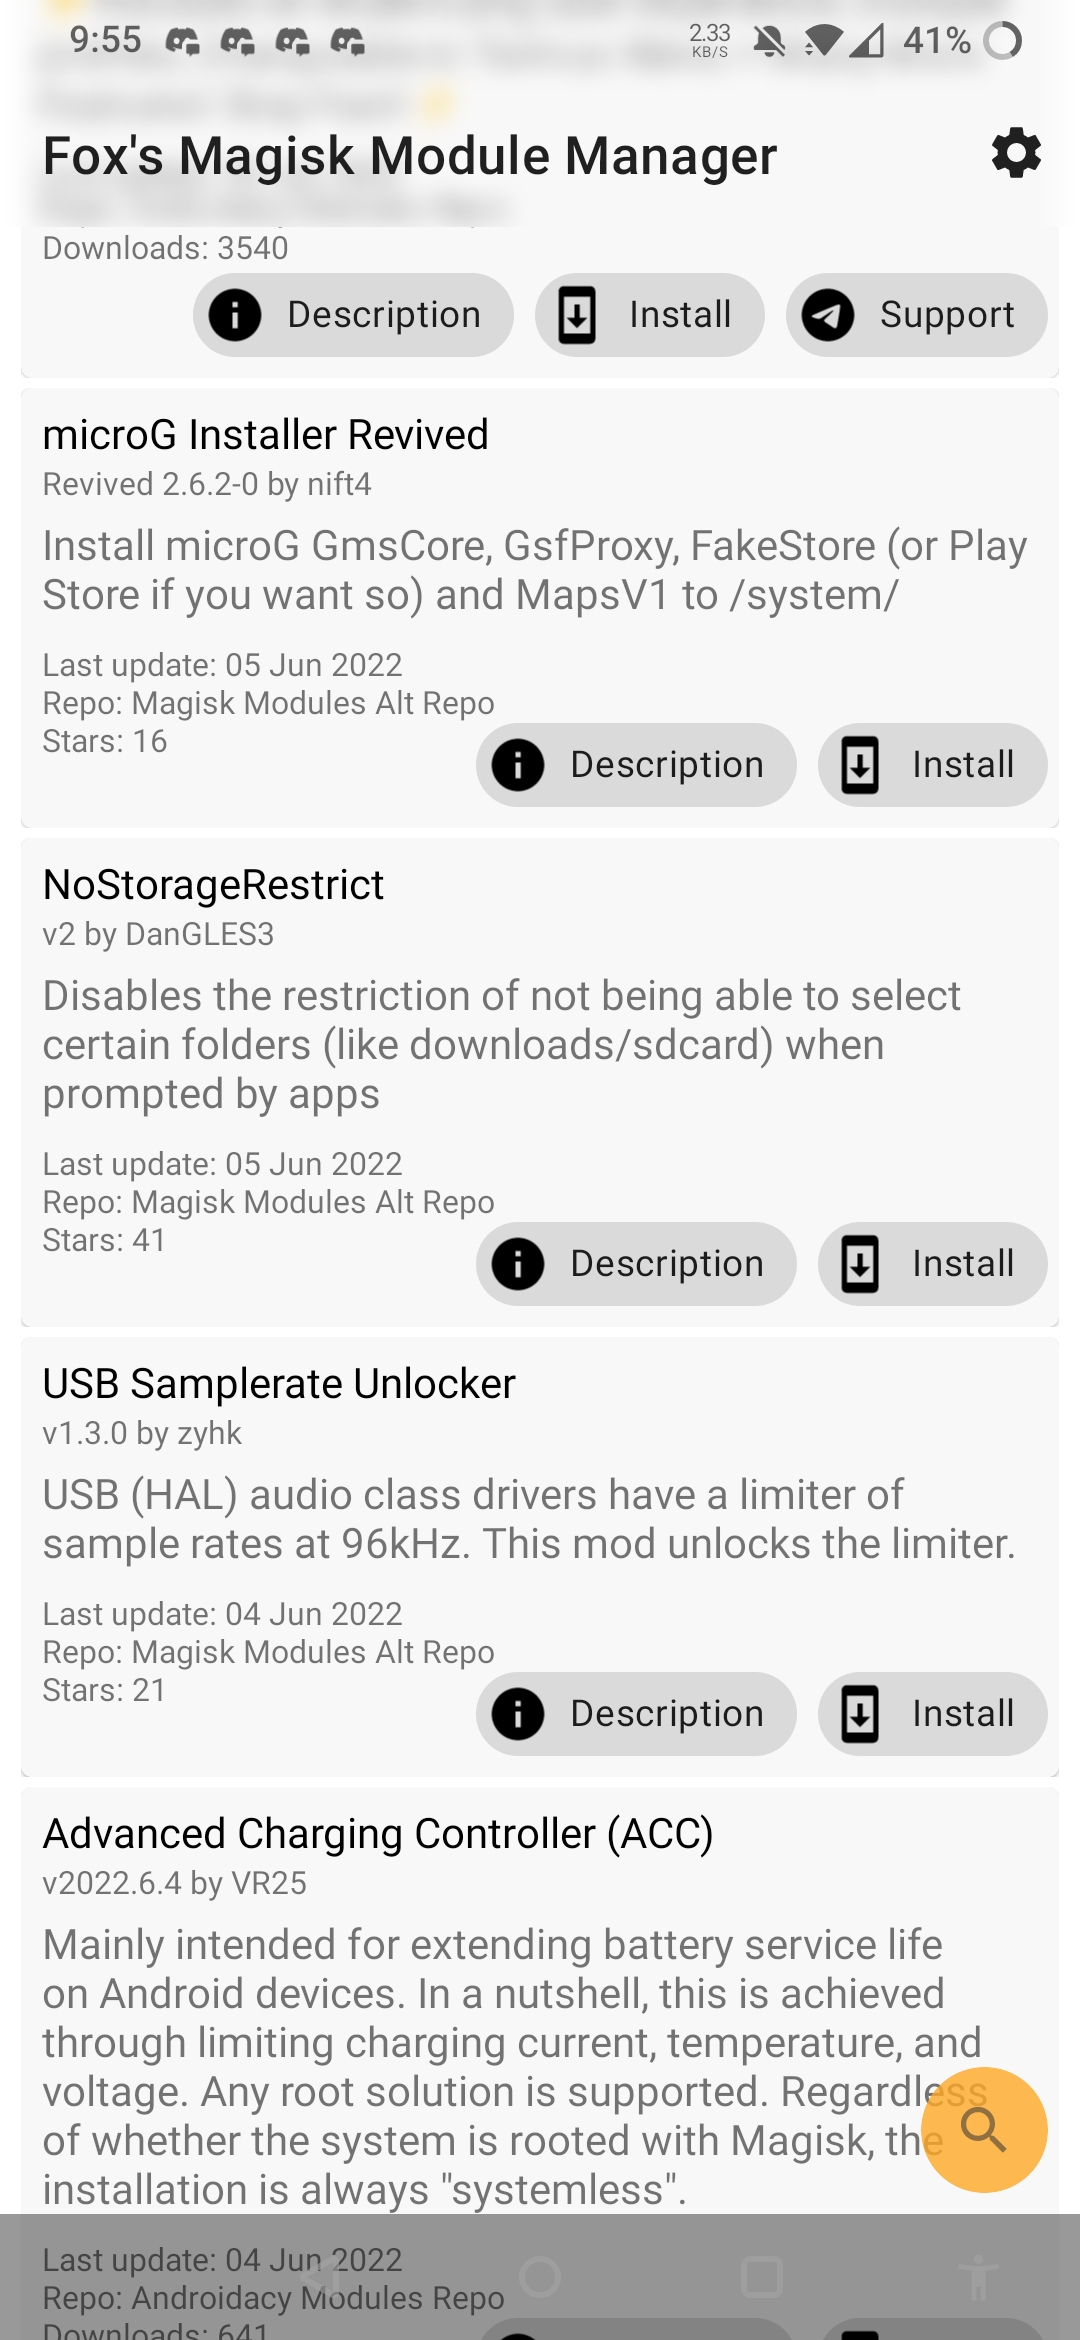 9:55
2.33
KB/S
41%
Fox's Magisk Module Manager
Downloads: 3540
Description
Install
Support
microG Installer Revived
Revived 2.6.2-0 by nift4
Install microG GmsCore, GsfProxy, FakeStore (or Play
Store if you want so) and MapsV1 to /system/
Last update: 05 Jun 2022
Repo: Magisk Modules Alt Repo
Stars: 16
Description
Install
NoStorageRestrict
v2 by DanGLES3
Disables the restriction of not being able to select
certain folders (like downloads/sdcard) when
prompted by apps
Last update: 05 Jun 2022
Repo: Magisk Modules Alt Repo
Stars: 41
Description
Install
USB Samplerate Unlocker
v1.3.0 by zyhk
USB (HAL) audio class drivers have a limiter of
sample rates at 96kHz. This mod unlocks the limiter.
Last update: 04 Jun 2022
Repo: Magisk Modules Alt Repo
Stars: 21
Description
Install
Advanced Charging Controller (ACC)
v2022.6.4 by VR25
Mainly intended for extending battery service life
on Android devices. In a nutshell, this is achieved
through limiting charging current, temperature, and
voltage. Any root solution is supported. Regardless
of whether the system is rooted with Magisk, the
installation is always "systemless".
Last update: 04 Jun 2022
Repo: Androidacy Modules Repo
Downloads: 641